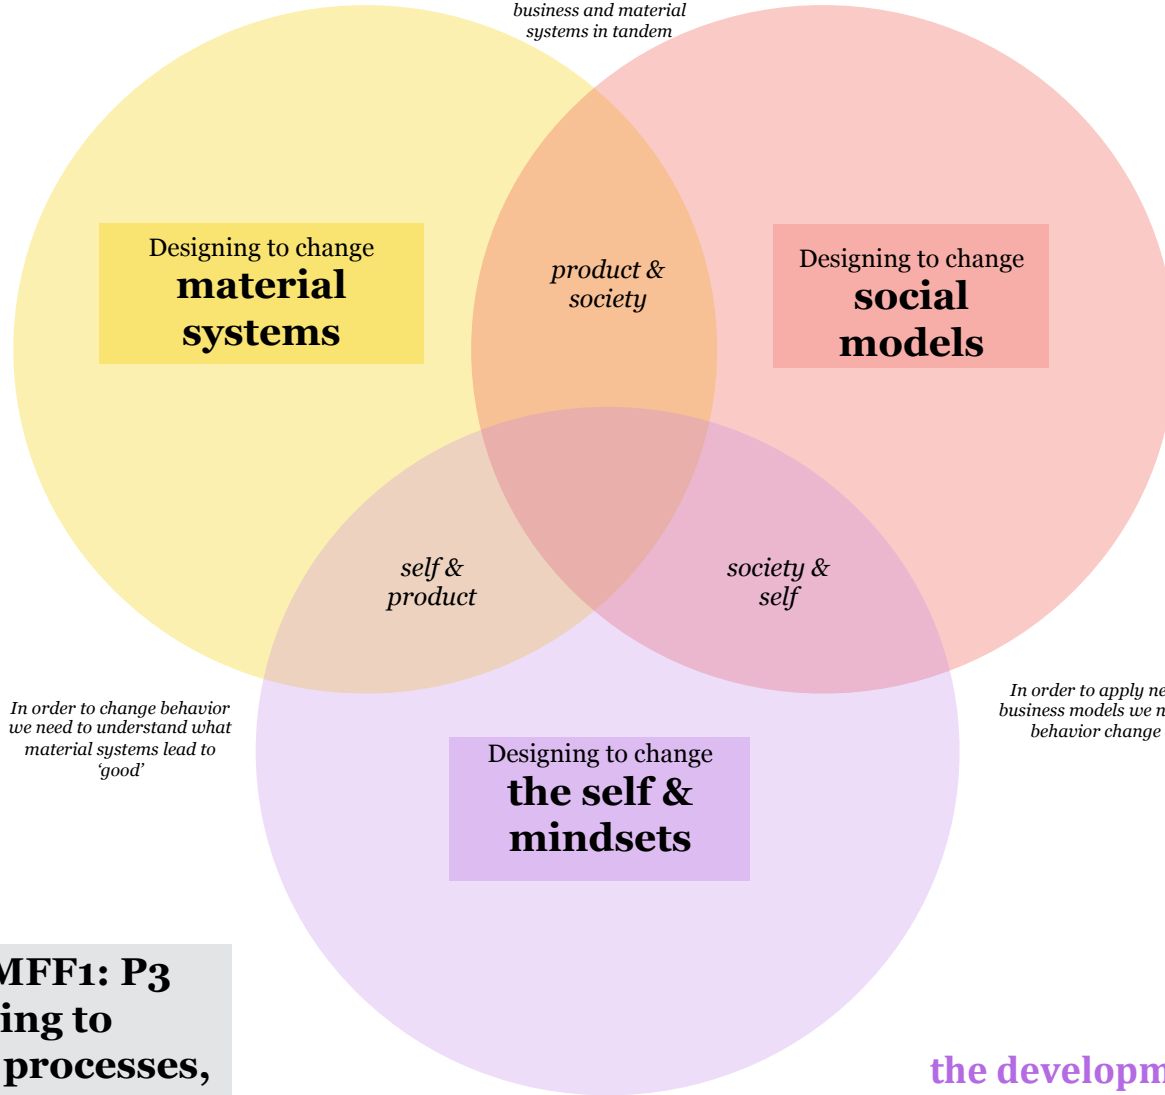 business and material
systems in tandem
Designing to change
material
systems
product &
society
Designing to change
social
models
self &
product
society &
self
In order to change behavior
we need to understand what
material systems lead to
‘good’
In order to apply
business models we
behavior change
Designing to change
the self &
mindsets
MFF1: P3
ing to
processes,
the